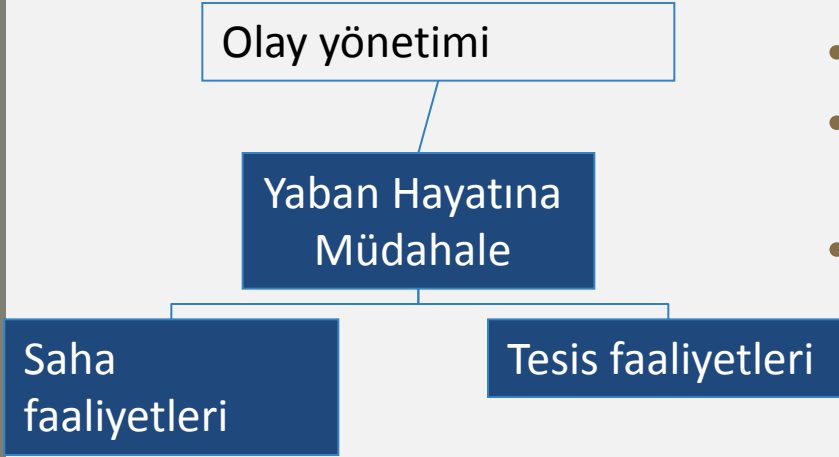 Olay yönetimi
Yaban Hayatına
Müdahale
Saha
faaliyetleri
Tesis faaliyetleri